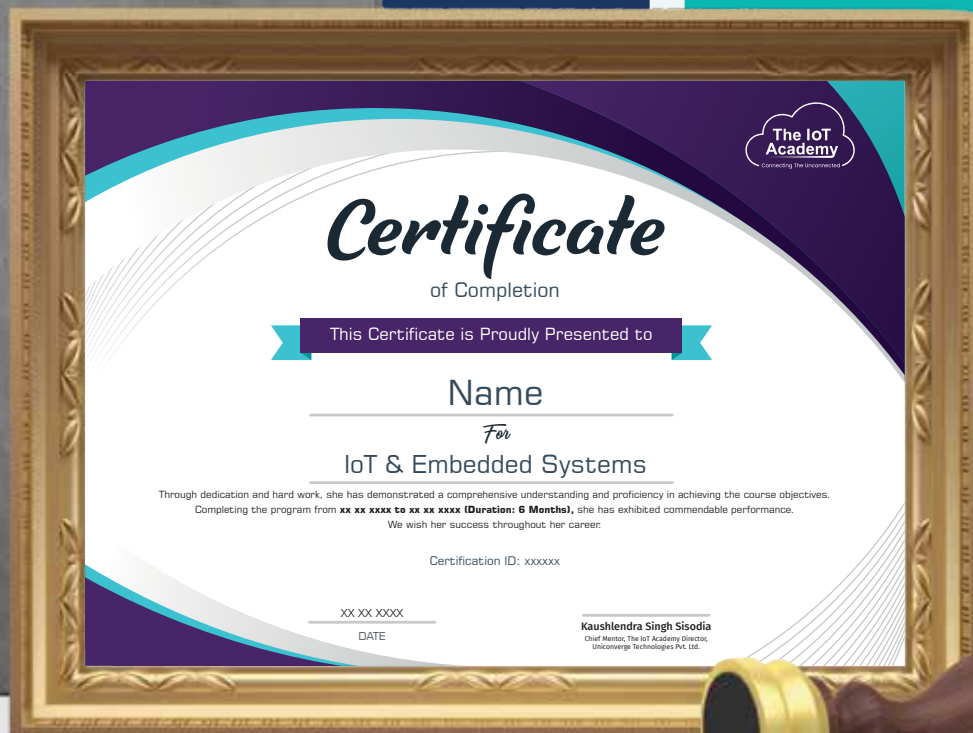 The IoT
Academy
Connecting The Unconnected
Certificate
of Completion
This Certificate is Proudly Presented to
Name
For
IoT & Embedded Systems
Through dedication and hard work, she has demonstrated a comprehensive understanding and proficiency in achieving the course objectives.
Completing the program from xx xx xxxx to xx xx xxxx (Duration: 6 Months), she has exhibited commendable performance.
We wish her success throughout her career.
Certification ID: xxxxxx
XX XX XXXX
DATE
Kaushlendra Singh Sisodia
Chief Mentor, The IoT Academy Director,
Uniconverge Technologies Pvt. Ltd.